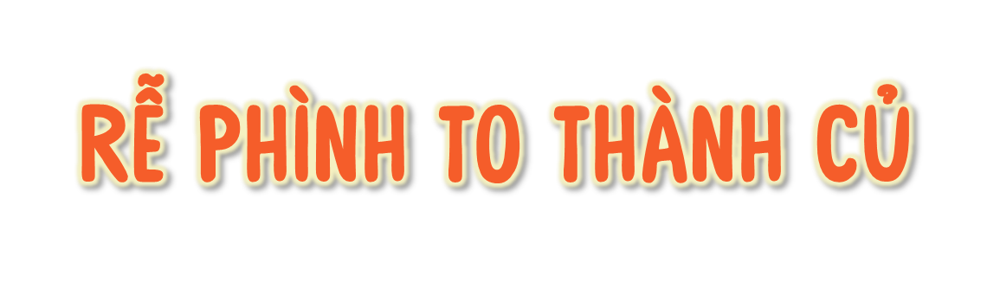 RỄ PHÌNH TO THÀNH CỦ